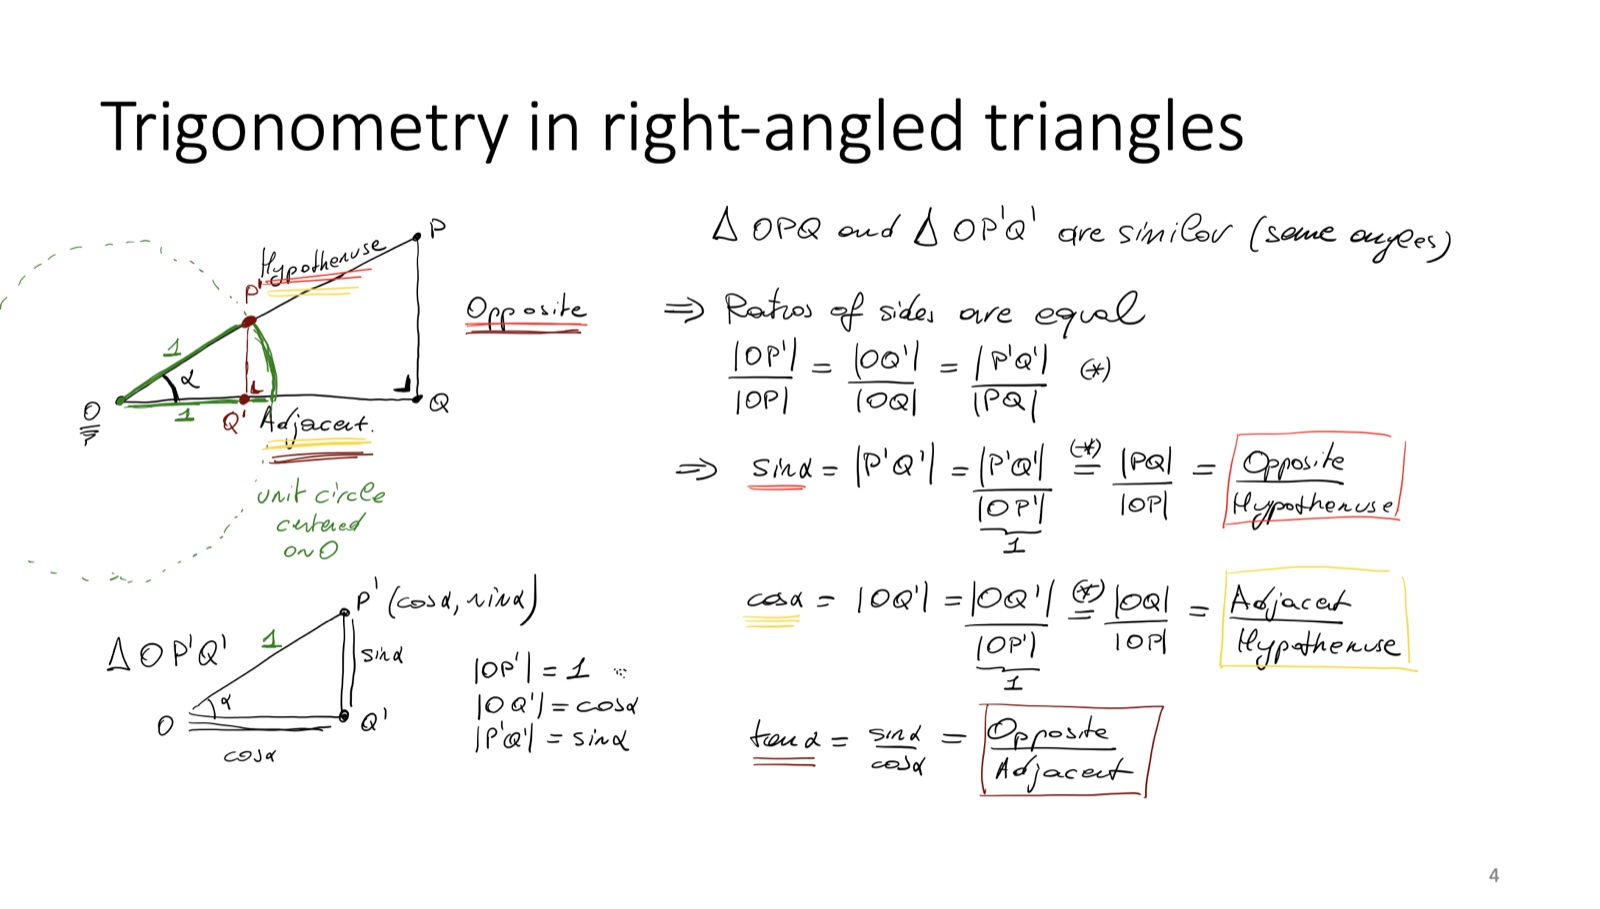 Trigonometry in right-angled triangles
P
Hypothenuse
P'
Opposite
1
α
O
1
Q'
Adjacent.
Q
unit circle
centered
on O
Δ OP'Q'
P' (cosα, sinα)
1
sinα
α
O
Q'
cosα
|OP'| = 1
|OQ'| = cosα
|P'Q'| = sinα
Δ OPQ and Δ OP'Q' are similar (same angles)
⇒ Ratios of sides are equal
|OP'|/|OP| = |OQ'|/|OQ| = |P'Q'|/|PQ| (*)
⇒ sinα = |P'Q'| = |P'Q'|/|OP'| (*)= |PQ|/|OP| = Opposite/Hypothenuse
1
cosα = |OQ'| = |OQ'|/|OP'| (*)= |OQ|/|OP| = Adjacent/Hypothenuse
1
tanα = sinα/cosα = Opposite/Adjacent
4